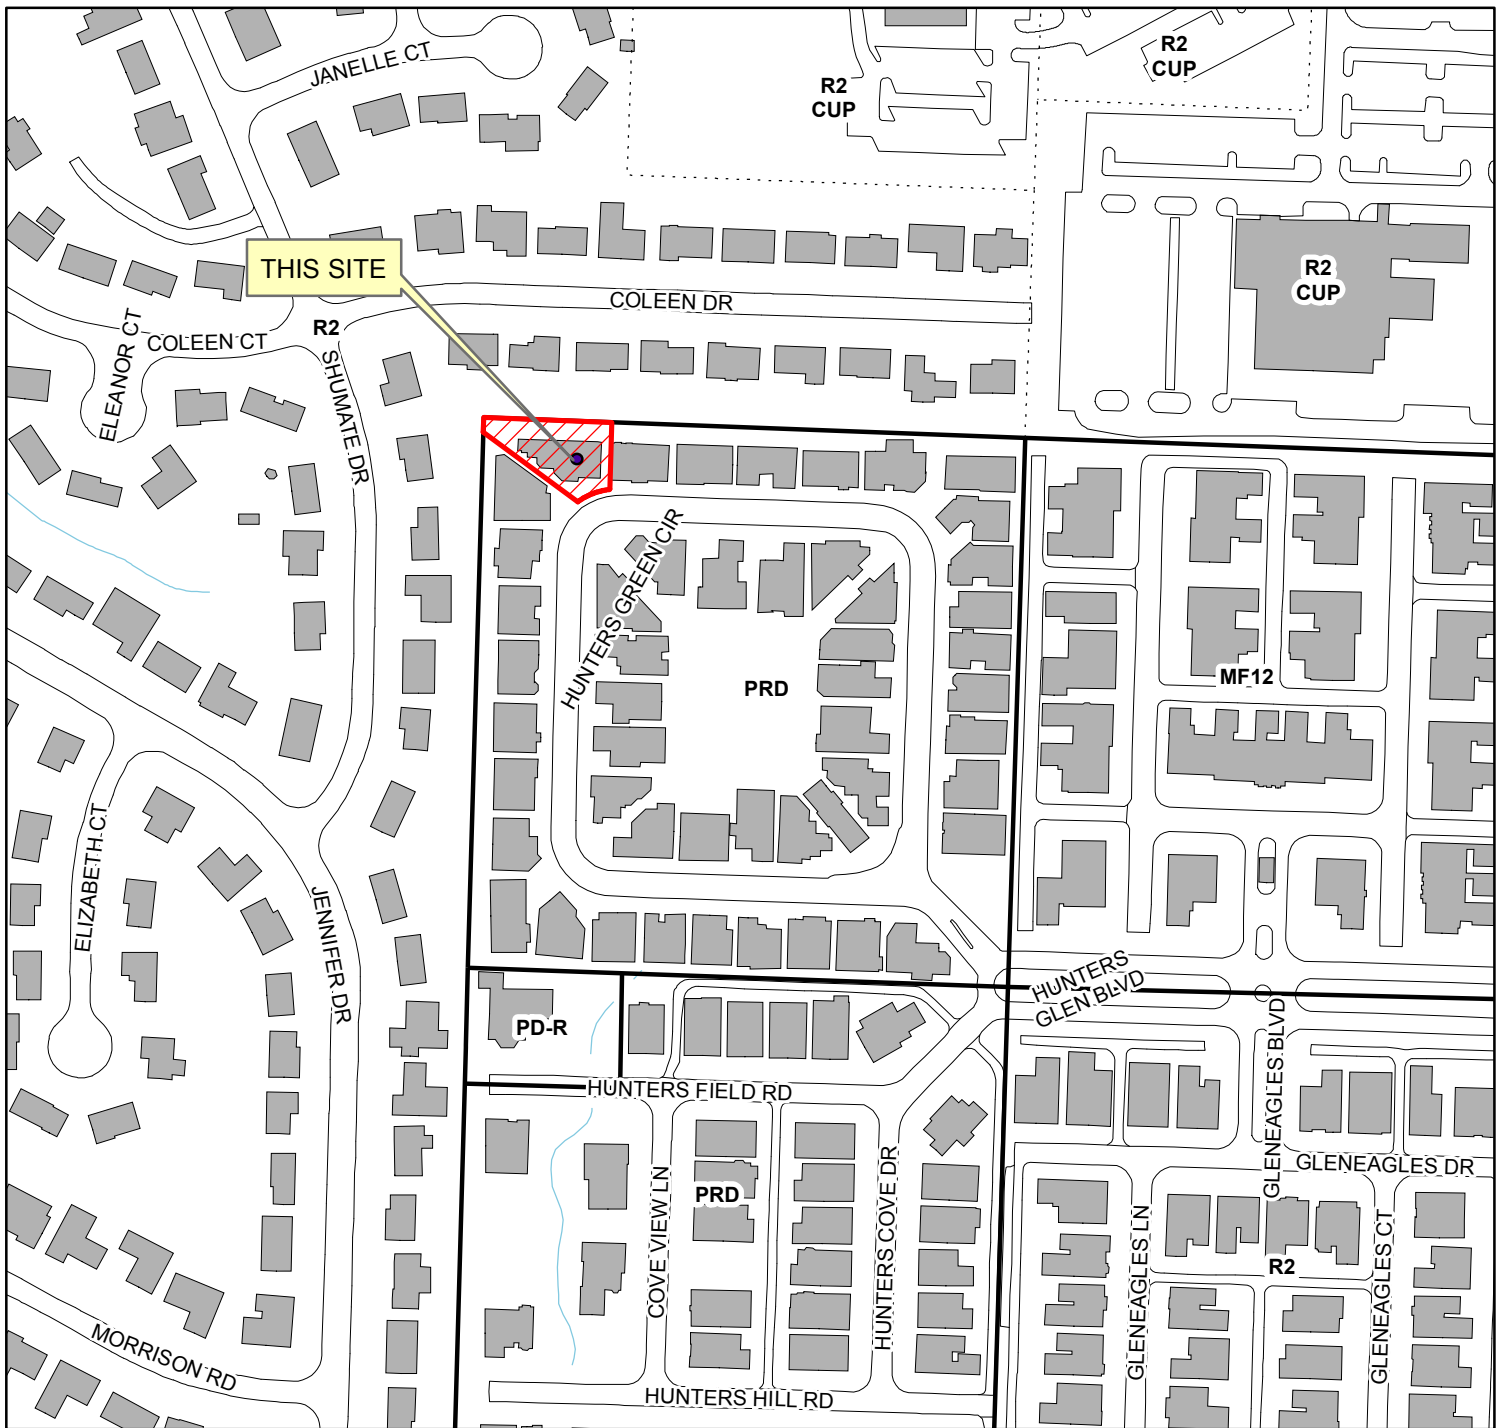 JANELLE CT
R2
CUP
R2
CUP
R2
CUP
THIS SITE
COLEEN DR
ELEANOR CT
COLEEN CT
R2
SHUMATE DR
HUNTERS GREEN CIR
PRD
MF12
ELIZABETH CT
JENNIFER DR
HUNTERS
GLEN BLVD
PD-R
GLENEAGLES BLVD
HUNTERS FIELD RD
COVE VIEW LN
PRD
HUNTERS COVE DR
GLENEAGLES DR
GLENEAGLES LN
R2
GLENEAGLES CT
MORRISON RD
HUNTERS HILL RD